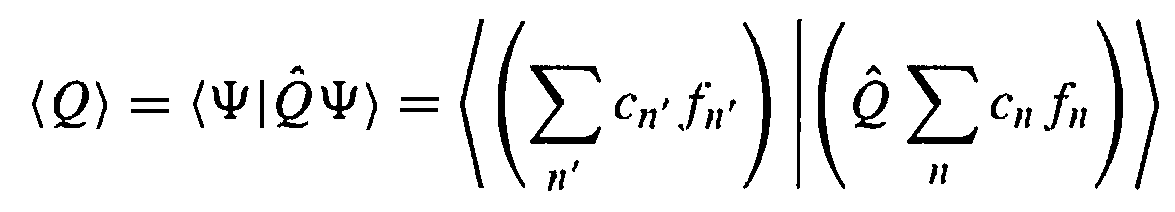 ⟨Q⟩ = ⟨Ψ|Q̂Ψ⟩ = ⟨(∑_{n'} c_{n'} f_{n'})|(Q̂ ∑_n c_n f_n)⟩